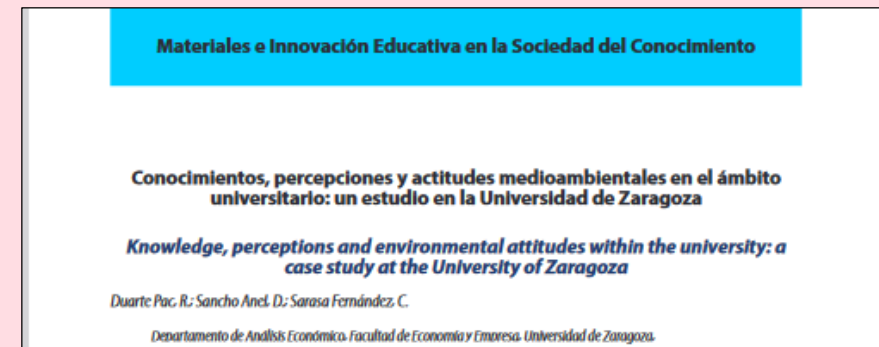 Materiales e Innovación Educativa en la Sociedad del Conocimiento
Conocimientos, percepciones y actitudes medioambientales en el ámbito
universitario: un estudio en la Universidad de Zaragoza
Knowledge, perceptions and environmental attitudes within the university: a
case study at the University of Zaragoza
Duarte Pac, R.; Sancho Anel, D.; Sarasa Fernández, C.
Departamento de Análisis Económico. Facultad de Economía y Empresa. Universidad de Zaragoza.